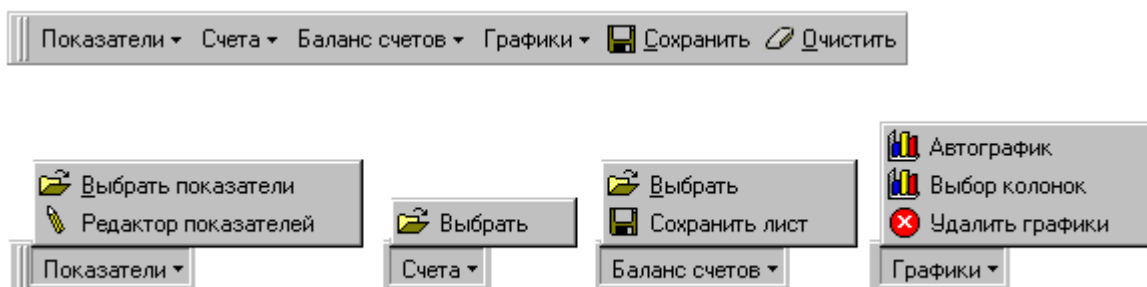 Показатели Счета Баланс счетов Графики Сохранить Очистить
Выбрать показатели
Редактор показателей
Показатели
Выбрать
Счета
Выбрать
Сохранить лист
Баланс счетов
Автографик
Выбор колонок
Удалить графики
Графики